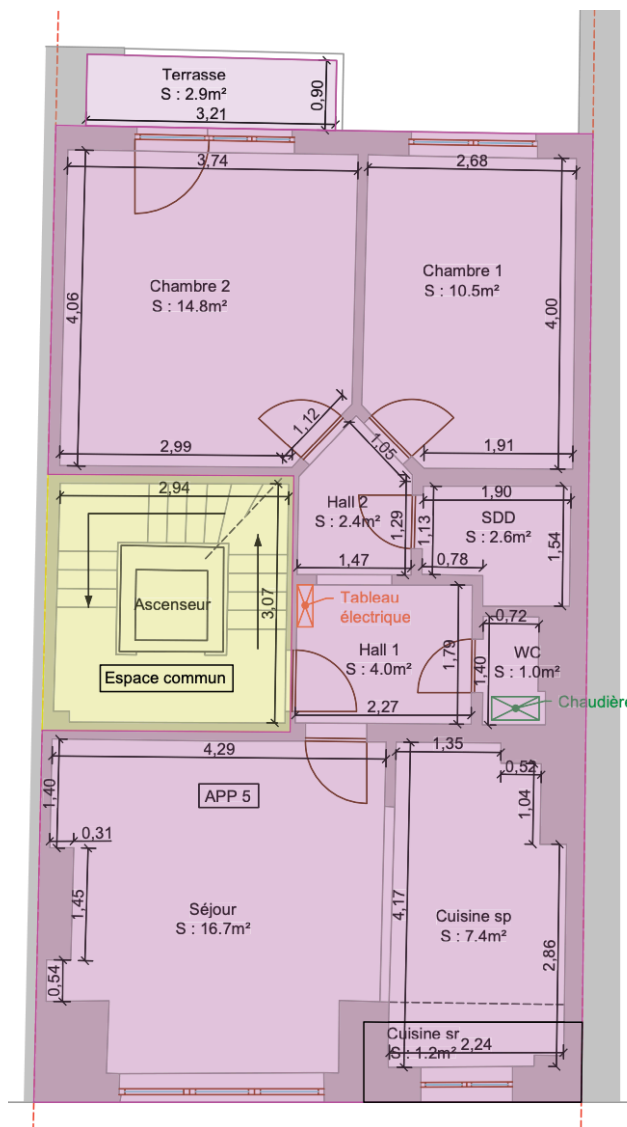 Terrasse
S : 2.9m²
3,21
0,90
3,74
2,68
Chambre 2
S : 14.8m²
Chambre 1
S : 10.5m²
4,06
4,00
1,12
1,05
2,99
1,91
2,94
Hall 2
S : 2.4m²
1,29
1,13
1,90
SDD
S : 2.6m²
1,54
0,78
1,47
3,07
Ascenseur
Tableau
électrique
0,72
Espace commun
Hall 1
S : 4.0m²
1,79
1,40
WC
S : 1.0m²
2,27
Chaudière
4,29
1,35
0,52
1,40
APP 5
1,04
0,31
1,45
Séjour
S : 16.7m²
4,17
Cuisine sp
S : 7.4m²
2,86
0,54
Cuisine sr
S : 1.2m²
2,24